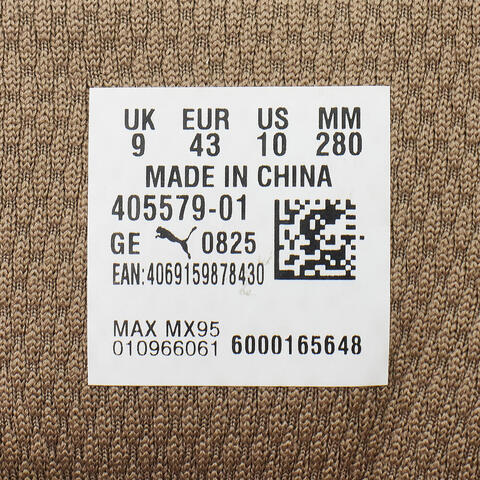 UK EUR US MM
9 43 10 280
MADE IN CHINA
405579-01
GE 0825
EAN:4069159878430
MAX MX95
010966061 6000165648